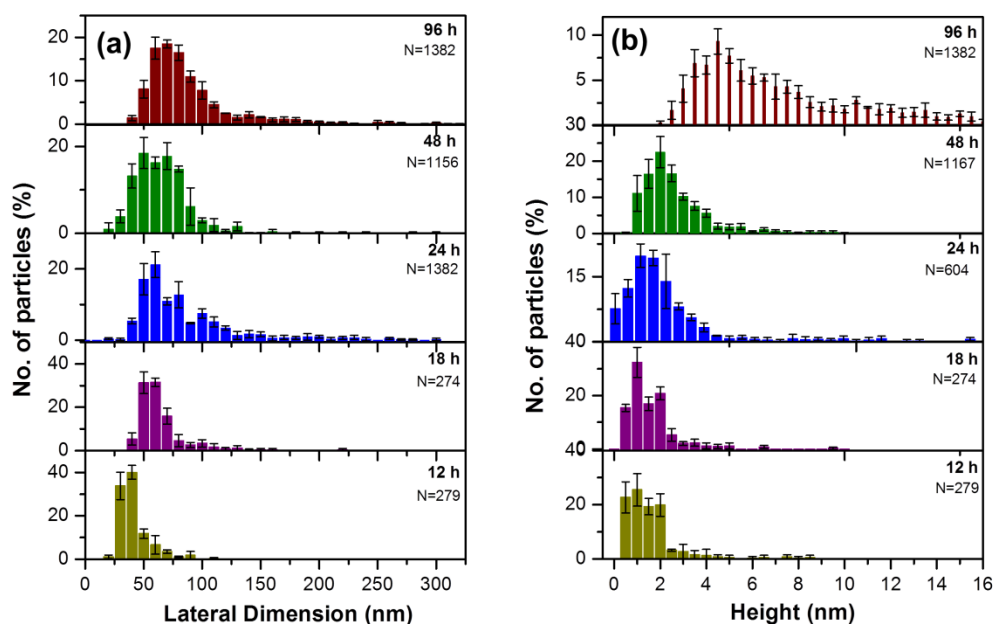 (a)
96 h
N=1382
20
10
0
48 h
N=1156
20
0
24 h
N=1382
20
0
18 h
N=274
40
20
0
12 h
N=279
40
20
0
0 50 100 150 200 250 300
Lateral Dimension (nm)
No. of particles (%)
(b)
96 h
N=1382
10
5
30
48 h
N=1167
20
10
0
24 h
N=604
15
40
18 h
N=274
20
40
12 h
N=279
20
0
0 2 4 6 8 10 12 14 16
Height (nm)
No. of particles (%)